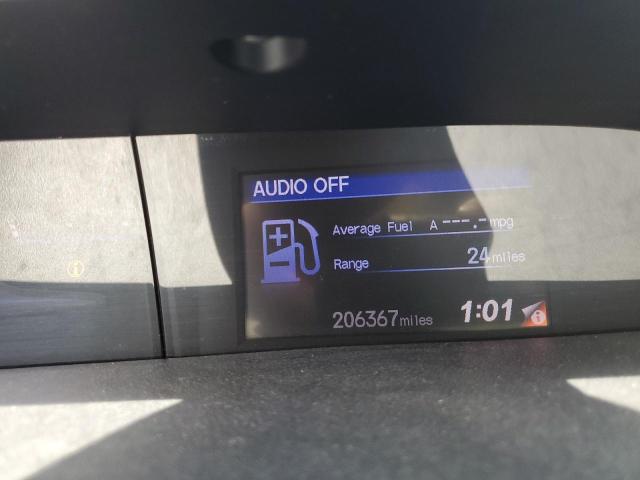 AUDIO OFF
Average Fuel A ---.- mpg
Range 24 miles
206367 miles 1:01 i